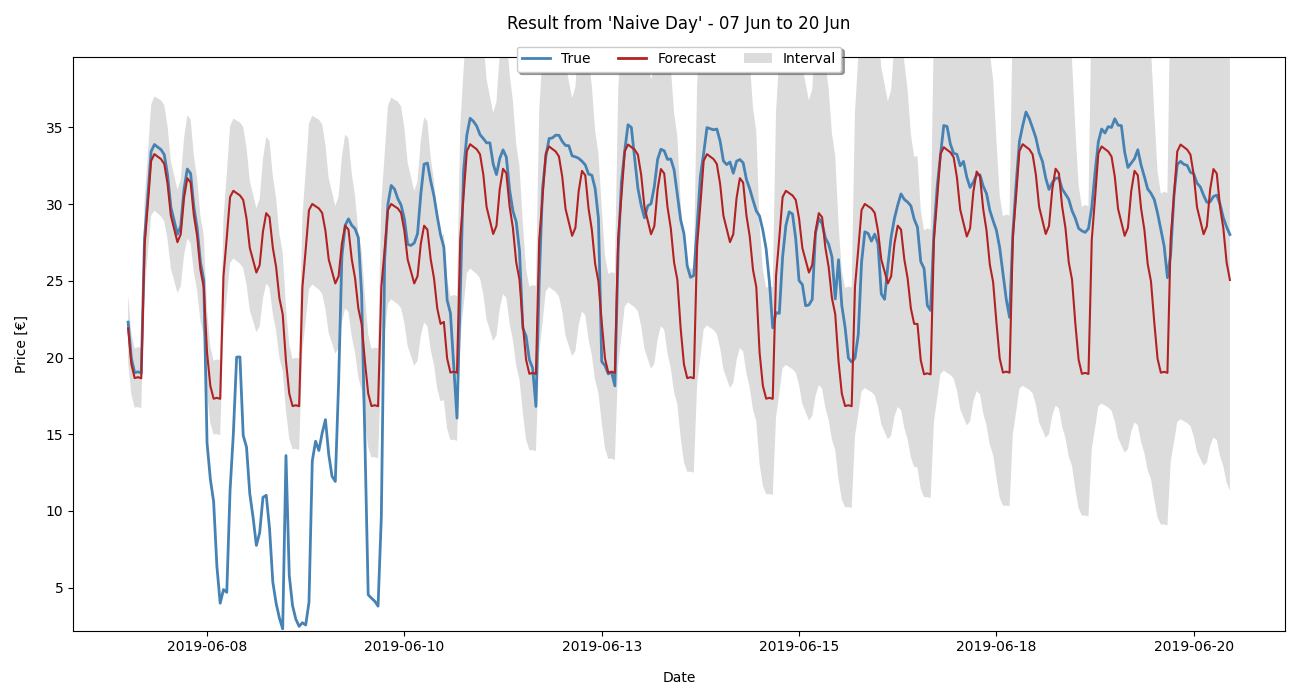 Result from 'Naive Day' - 07 Jun to 20 Jun
True Forecast Interval
Price [€]
35
30
25
20
15
10
5
2019-06-08 2019-06-10 2019-06-13 2019-06-15 2019-06-18 2019-06-20
Date